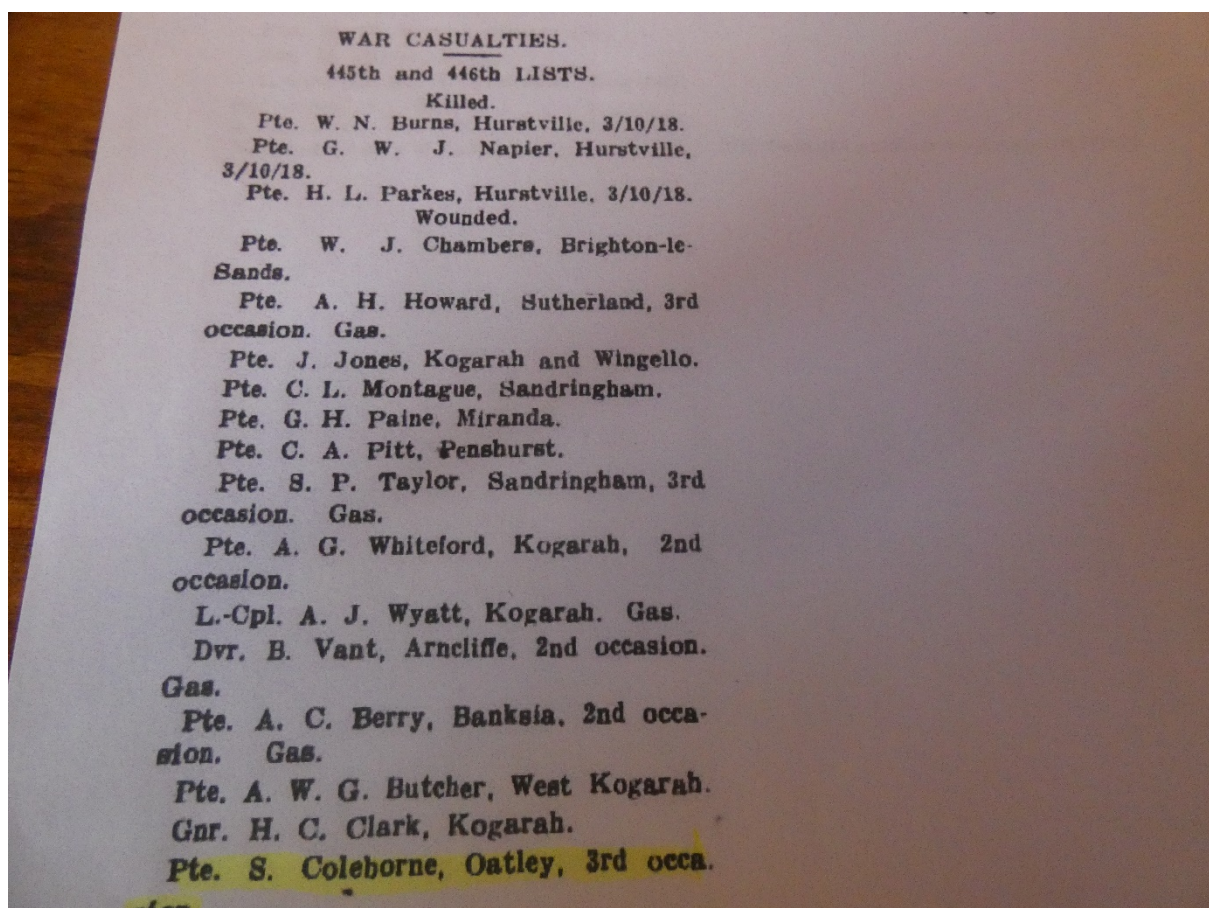 WAR CASUALTIES.
445th and 446th LISTS.
Killed.
Pte. W. N. Burns, Hurstville, 3/10/18.
Pte. G. W. J. Napier, Hurstville,
3/10/18.
Pte. H. L. Parkes, Hurstville, 3/10/18.
Wounded.
Pte. W. J. Chambers, Brighton-le-
Sands.
Pte. A. H. Howard, Sutherland, 3rd
occasion. Gas.
Pte. J. Jones, Kogarah and Wingello.
Pte. C. L. Montague, Sandringham.
Pte. G. H. Paine, Miranda.
Pte. C. A. Pitt, Penshurst.
Pte. S. P. Taylor, Sandringham, 3rd
occasion. Gas.
Pte. A. G. Whiteford, Kogarah, 2nd
occasion.
L.-Cpl. A. J. Wyatt, Kogarah. Gas.
Dvr. B. Vant, Arncliffe, 2nd occasion.
Gas.
Pte. A. C. Berry, Banksia, 2nd occa-
sion. Gas.
Pte. A. W. G. Butcher, West Kogarah.
Gnr. H. C. Clark, Kogarah.
Pte. S. Coleborne, Oatley, 3rd occa.